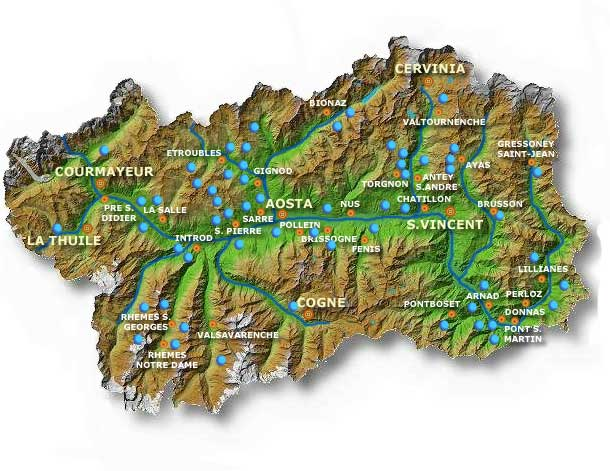 CERVINIA
BIONAZ
VALTOURNENCHE
ETROUBLES
GRESSONEY
SAINT-JEAN
COURMAYEUR
GIGNOD
AYAS
TORGNON
ANTEY
S.ANDRE'
PRE S.
DIDIER
LA SALLE
AOSTA
SARRE
NUS
CHATILLON
BRUSSON
S. PIERRE
POLLEIN
S.VINCENT
LA THUILE
INTROD
BRISSOGNE
FENIS
LILLIANES
COGNE
PONTBOSET
ARNAD
PERLOZ
DONNAS
RHEMES S.
GEORGES
VALSAVARENCHE
PONT S.
MARTIN
RHEMES
NOTRE DAME